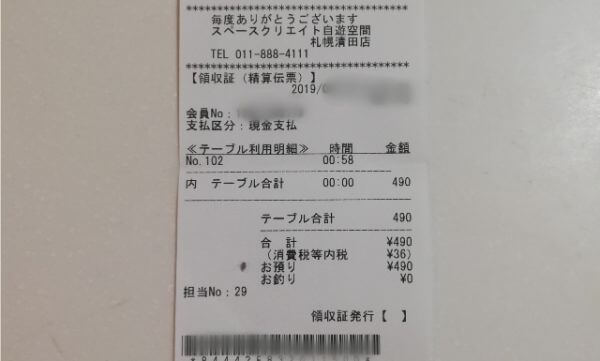 ********************************
毎度ありがとうございます
スペースクリエイト自遊空間
札幌清田店
TEL 011-888-4111
********************************
【領収証（精算伝票）】
2019/
会員No：
支払区分：現金支払
≪テーブル利用明細≫ 時間 金額
No.102 00:58
内 テーブル合計 00:00 490
テーブル合計 490
合 計 ¥490
(消費税等内税 ¥36)
お預り ¥490
お釣り ¥0
担当No：29
領収証発行【 】